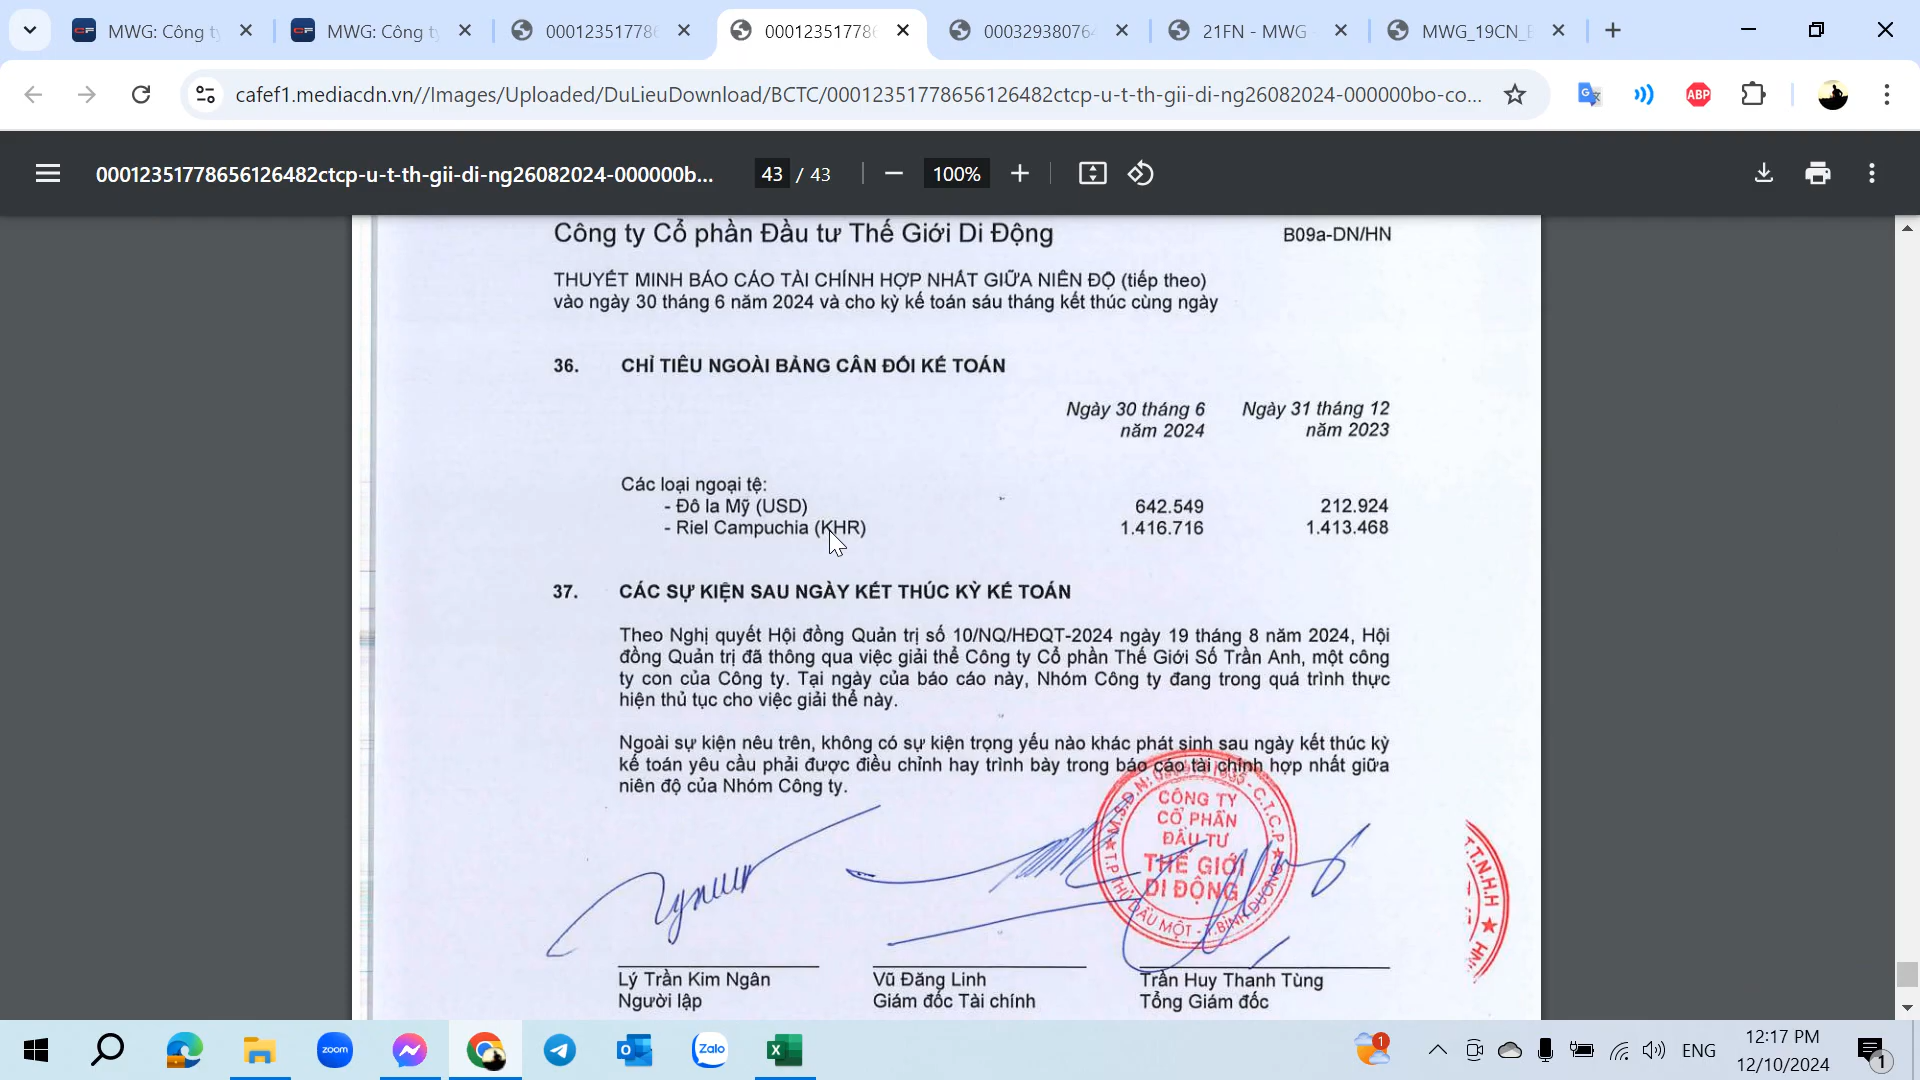 MWG: Công ty
MWG: Công ty
00012351778
00012351778
00032938076
21FN - MWG -
MWG_19CN_
cafef1.mediacdn.vn//Images/Uploaded/DuLieuDownload/BCTC/00012351778656126482ctcp-u-t-th-gii-di-ng26082024-000000bo-co...
ABP
00012351778656126482ctcp-u-t-th-gii-di-ng26082024-000000b...
43 / 43
100%
Công ty Cổ phần Đầu tư Thế Giới Di Động
B09a-DN/HN
THUYẾT MINH BÁO CÁO TÀI CHÍNH HỢP NHẤT GIỮA NIÊN ĐỘ (tiếp theo)
vào ngày 30 tháng 6 năm 2024 và cho kỳ kế toán sáu tháng kết thúc cùng ngày
36. CHỈ TIÊU NGOÀI BẢNG CÂN ĐỐI KẾ TOÁN
Ngày 30 tháng 6 Ngày 31 tháng 12
năm 2024 năm 2023
Các loại ngoại tệ:
- Đô la Mỹ (USD) 642.549 212.924
- Riel Campuchia (KHR) 1.416.716 1.413.468
37. CÁC SỰ KIỆN SAU NGÀY KẾT THÚC KỲ KẾ TOÁN
Theo Nghị quyết Hội đồng Quản trị số 10/NQ/HĐQT-2024 ngày 19 tháng 8 năm 2024, Hội
đồng Quản trị đã thông qua việc giải thể Công ty Cổ phần Thế Giới Số Trần Anh, một công
ty con của Công ty. Tại ngày của báo cáo này, Nhóm Công ty đang trong quá trình thực
hiện thủ tục cho việc giải thể này.
Ngoài sự kiện nêu trên, không có sự kiện trọng yếu nào khác phát sinh sau ngày kết thúc kỳ
kế toán yêu cầu phải được điều chỉnh hay trình bày trong báo cáo tài chính hợp nhất giữa
niên độ của Nhóm Công ty.
CÔNG TY
CỔ PHẦN
ĐẦU TƯ
THẾ GIỚI
DI ĐỘNG
T.P THỦ DẦU MỘT - T.BÌNH DƯƠNG
M.S.D.N:
- C.T.C.P
T.N.H.H
Lý Trần Kim Ngân
Người lập
Vũ Đăng Linh
Giám đốc Tài chính
Trần Huy Thanh Tùng
Tổng Giám đốc
zoom
Zalo
1
ENG
12:17 PM
12/10/2024
1